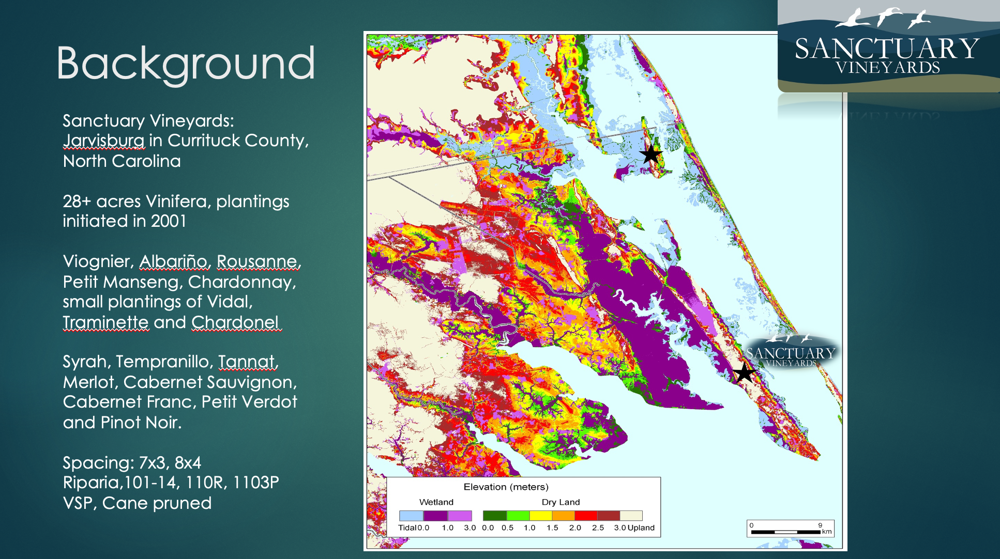 Background
SANCTUARY
VINEYARDS
Sanctuary Vineyards:
Jarvisburg in Currituck County,
North Carolina
28+ acres Vinifera, plantings
initiated in 2001
Viognier, Albariño, Rousanne,
Petit Manseng, Chardonnay,
small plantings of Vidal,
Traminette and Chardonel
Syrah, Tempranillo, Tannat,
Merlot, Cabernet Sauvignon,
Cabernet Franc, Petit Verdot
and Pinot Noir.
Spacing: 7x3, 8x4
Riparia,101-14, 110R, 1103P
VSP, Cane pruned
SANCTUARY
VINEYARDS
Elevation (meters)
Wetland Dry Land
Tidal 0.0 1.0 3.0 0.0 0.5 1.0 1.5 2.0 2.5 3.0 Upland
0 9
km